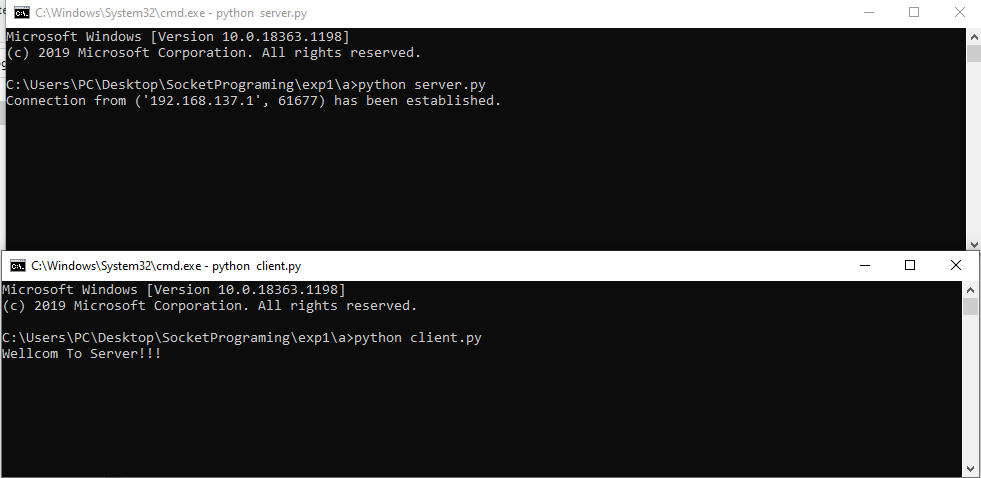 C:\Windows\System32\cmd.exe - python  server.py
Microsoft Windows [Version 10.0.18363.1198]
(c) 2019 Microsoft Corporation. All rights reserved.
C:\Users\PC\Desktop\SocketPrograming\exp1\a>python server.py
Connection from ('192.168.137.1', 61677) has been established.
C:\Windows\System32\cmd.exe - python  client.py
Microsoft Windows [Version 10.0.18363.1198]
(c) 2019 Microsoft Corporation. All rights reserved.
C:\Users\PC\Desktop\SocketPrograming\exp1\a>python client.py
Wellcom To Server!!!